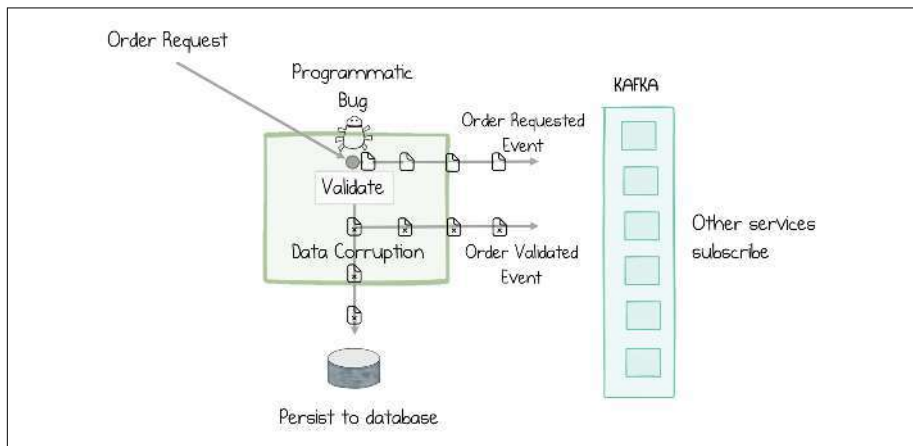 Order Request
Programmatic
Bug
KAFKA
Order Requested
Event
Validate
Other services
subscribe
Data Corruption
Order Validated
Event
Persist to database